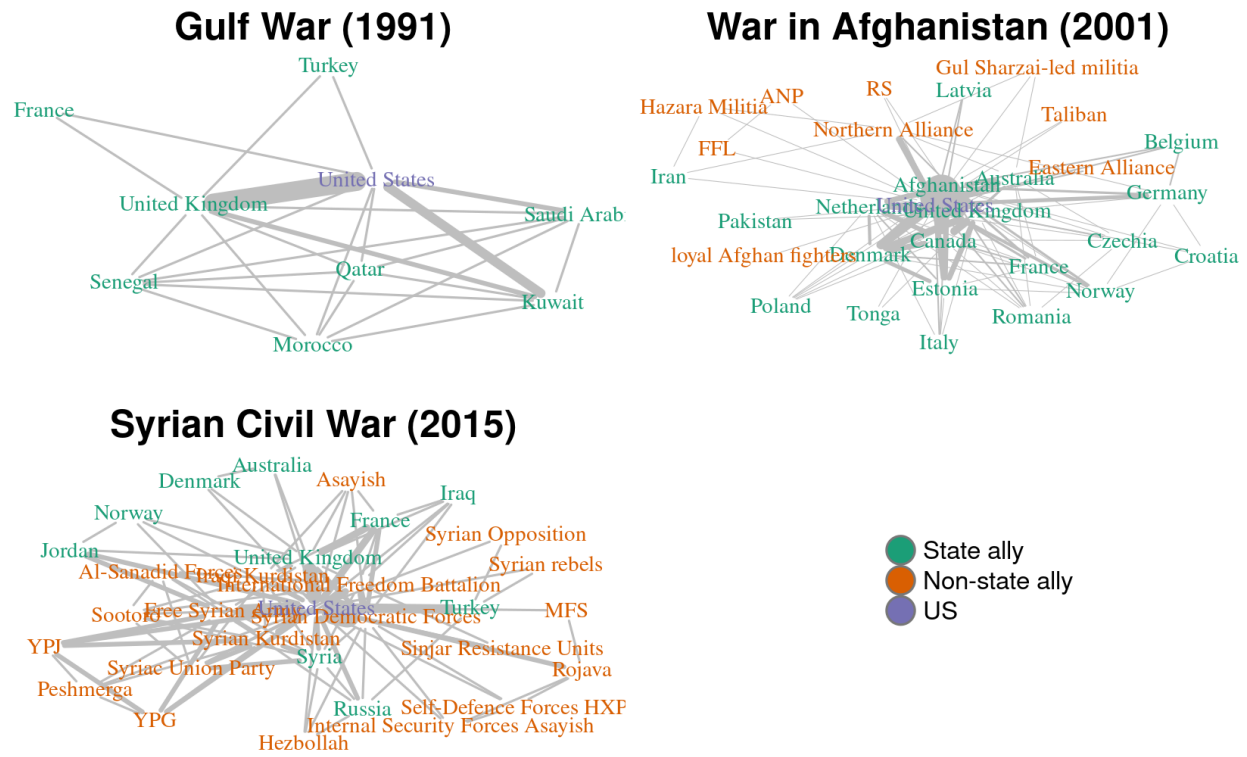 Gulf War (1991)
Turkey
France
United States
United Kingdom
Saudi Arab
Qatar
Senegal
Kuwait
Morocco
War in Afghanistan (2001)
Gul Sharzai-led militia
RS
Latvia
ANP
Hazara Militia
Taliban
Northern Alliance
Belgium
FFL
Eastern Alliance
Iran
Australia
Afghanistan
Germany
Netherlands
United States
United Kingdom
Pakistan
Canada
Czechia
loyal Afghan fighters
Denmark
Croatia
France
Estonia
Norway
Poland
Tonga
Romania
Italy
Syrian Civil War (2015)
Australia
Denmark
Asayish
Iraq
Norway
France
Syrian Opposition
Jordan
United Kingdom
Syrian rebels
Al-Sanadid Forces
Iraqi Kurdistan
International Freedom Battalion
Free Syrian Army
United States
Turkey
MFS
Sootoro
Syrian Democratic Forces
Syrian Kurdistan
YPJ
Sinjar Resistance Units
Syria
Syriac Union Party
Rojava
Peshmerga
Russia
Self-Defence Forces HXP
YPG
Internal Security Forces Asayish
Hezbollah
State ally
Non-state ally
US